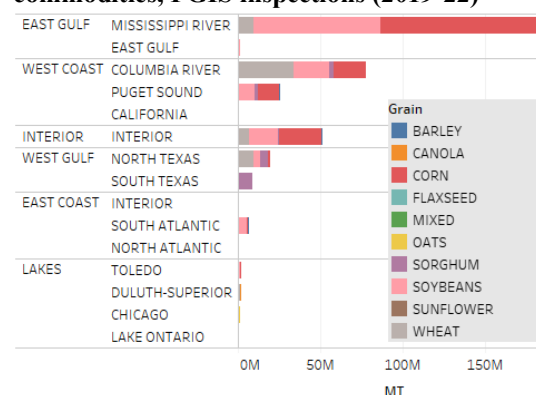 commodities, FGIS inspections (2019-22)
EAST GULF MISSISSIPPI RIVER
EAST GULF
WEST COAST COLUMBIA RIVER
PUGET SOUND
CALIFORNIA
INTERIOR INTERIOR
WEST GULF NORTH TEXAS
SOUTH TEXAS
EAST COAST INTERIOR
SOUTH ATLANTIC
NORTH ATLANTIC
LAKES TOLEDO
DULUTH-SUPERIOR
CHICAGO
LAKE ONTARIO
Grain
BARLEY
CANOLA
CORN
FLAXSEED
MIXED
OATS
SORGHUM
SOYBEANS
SUNFLOWER
WHEAT
0M 50M 100M 150M
MT